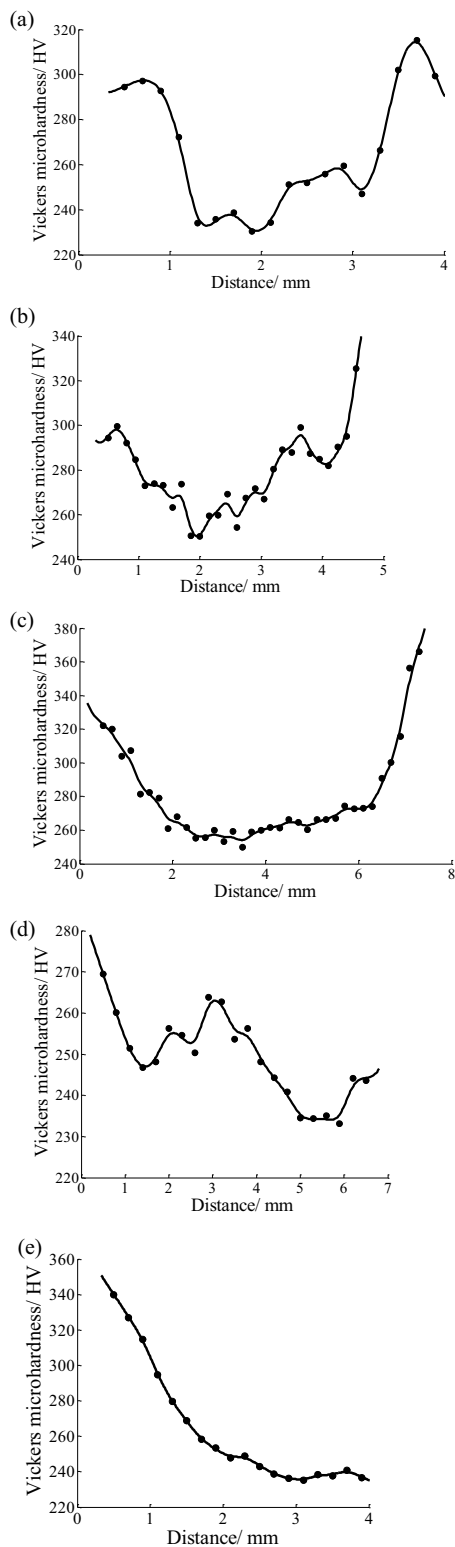 (a)
Vickers microhardness/ HV
320
300
280
260
240
220
0 1 2 3 4
Distance/ mm
(b)
Vickers microhardness/ HV
340
320
300
280
260
240
0 1 2 3 4 5
Distance/ mm
(c)
Vickers microhardness/ HV
380
360
340
320
300
280
260
240
0 2 4 6 8
Distance/ mm
(d)
Vickers microhardness/ HV
280
270
260
250
240
230
220
0 1 2 3 4 5 6 7
Distance/ mm
(e)
Vickers microhardness/ HV
360
340
320
300
280
260
240
220
0 1 2 3 4
Distance/ mm